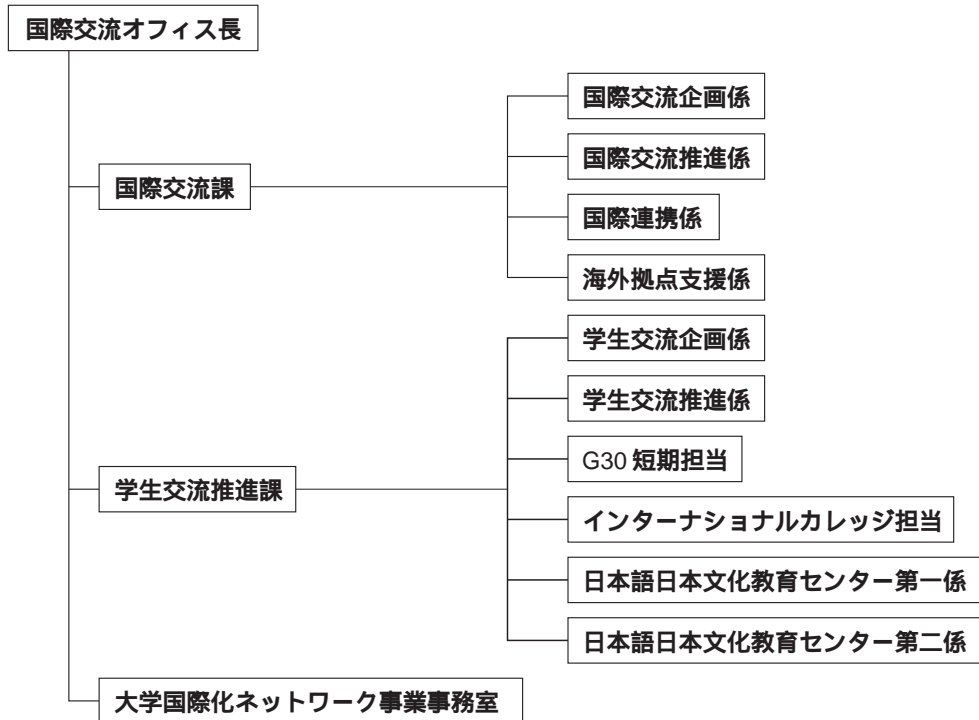 国際交流オフィス長
国際交流課
国際交流企画係
国際交流推進係
国際連携係
海外拠点支援係
学生交流推進課
学生交流企画係
学生交流推進係
G30 短期担当
インターナショナルカレッジ担当
日本語日本文化教育センター第一係
日本語日本文化教育センター第二係
大学国際化ネットワーク事業事務室